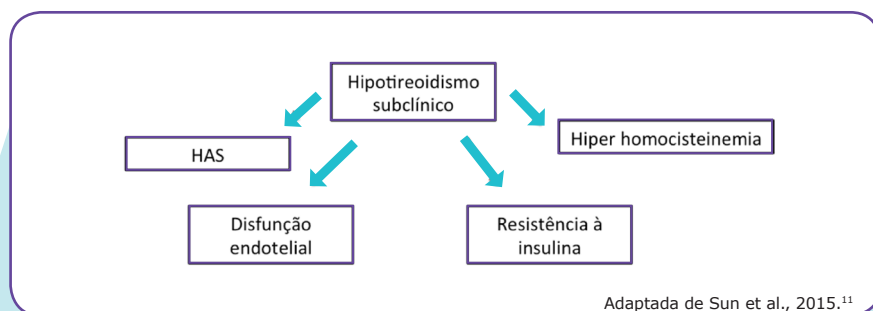 Hipotireoidismo
subclínico
HAS
Hiper homocisteinemia
Disfunção
endotelial
Resistência à
insulina
Adaptada de Sun et al., 2015.¹¹